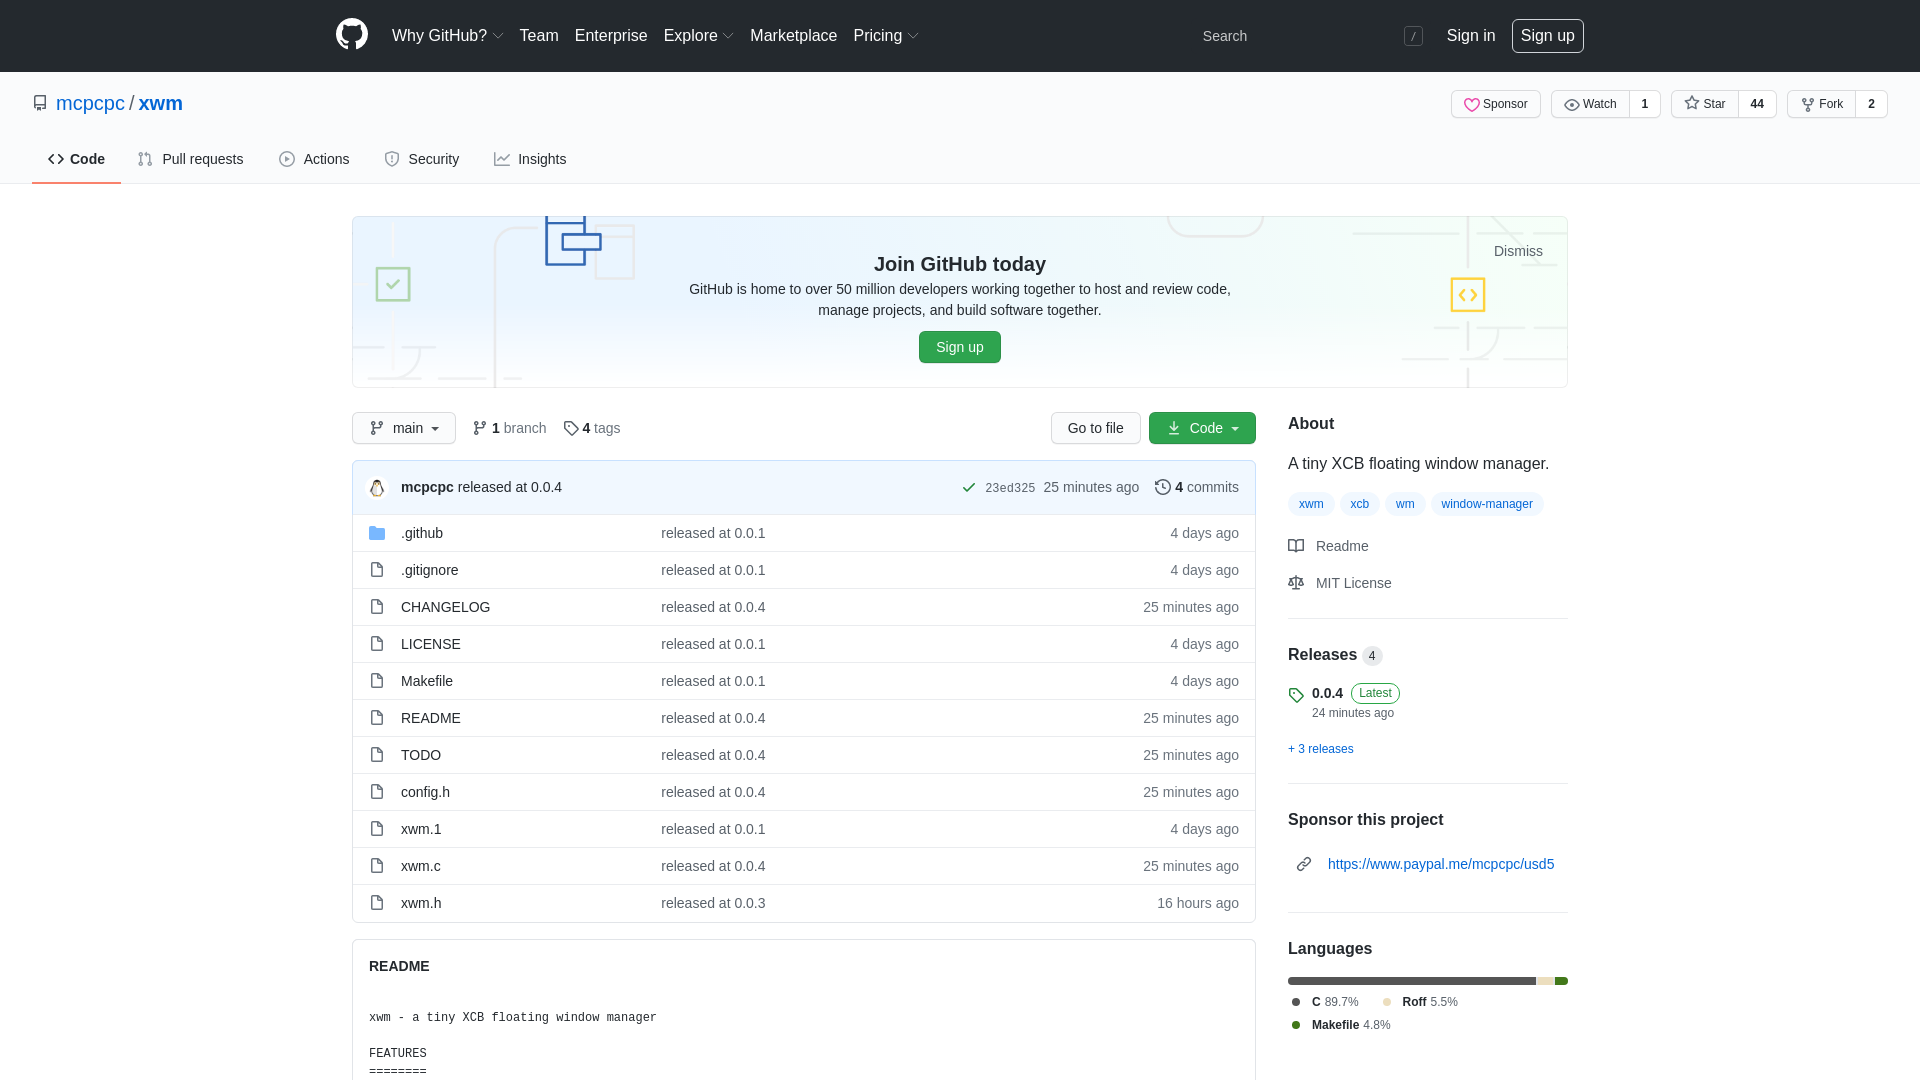 Why GitHub? Team Enterprise Explore Marketplace Pricing Search / Sign in Sign up
mcpcpc / xwm Sponsor Watch 1 Star 44 Fork 2
Code Pull requests Actions Security Insights
Dismiss
Join GitHub today
GitHub is home to over 50 million developers working together to host and review code,
manage projects, and build software together.
Sign up
main 1 branch 4 tags Go to file Code
mcpcpc released at 0.0.4 23ed325 25 minutes ago 4 commits
.github released at 0.0.1 4 days ago
.gitignore released at 0.0.1 4 days ago
CHANGELOG released at 0.0.4 25 minutes ago
LICENSE released at 0.0.1 4 days ago
Makefile released at 0.0.1 4 days ago
README released at 0.0.4 25 minutes ago
TODO released at 0.0.4 25 minutes ago
config.h released at 0.0.4 25 minutes ago
xwm.1 released at 0.0.1 4 days ago
xwm.c released at 0.0.4 25 minutes ago
xwm.h released at 0.0.3 16 hours ago
README
xwm - a tiny XCB floating window manager
FEATURES
========
About
A tiny XCB floating window manager.
xwm xcb wm window-manager
Readme
MIT License
Releases 4
0.0.4 Latest
24 minutes ago
+ 3 releases
Sponsor this project
https://www.paypal.me/mcpcpc/usd5
Languages
C 89.7% Roff 5.5%
Makefile 4.8%